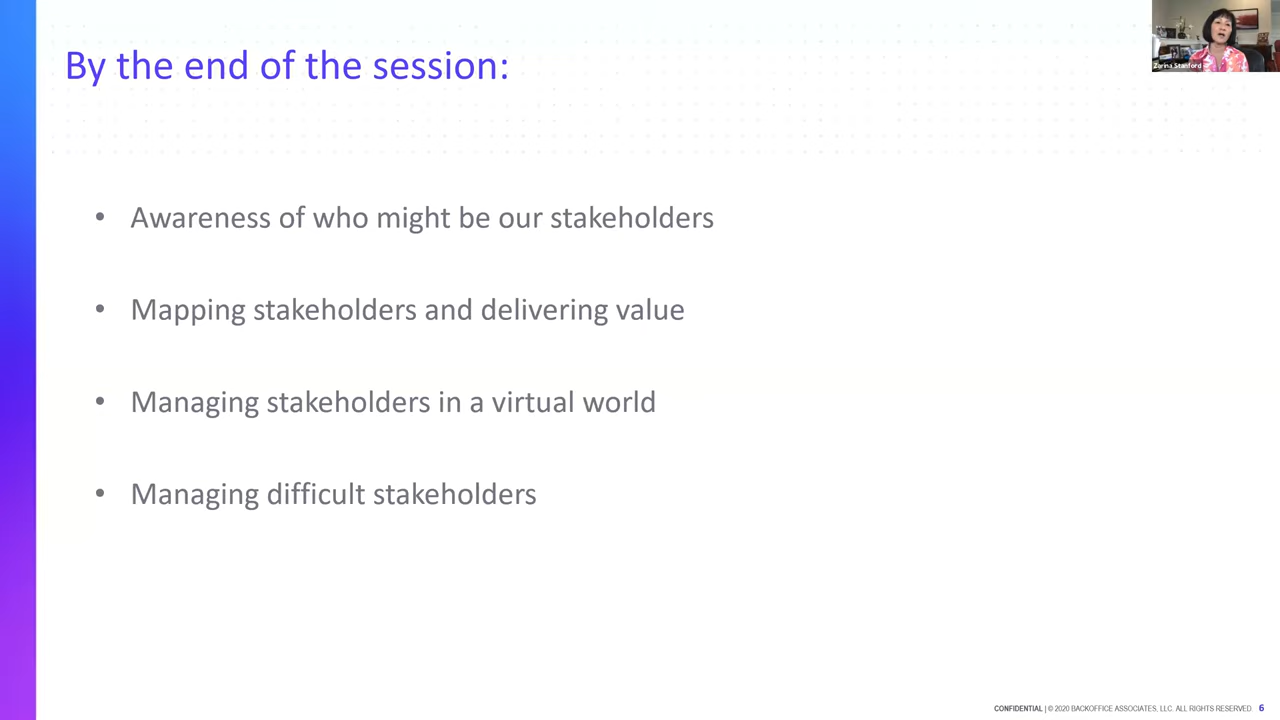 By the end of the session:
Zarina Stanford
• Awareness of who might be our stakeholders
• Mapping stakeholders and delivering value
• Managing stakeholders in a virtual world
• Managing difficult stakeholders
CONFIDENTIAL | © 2020 BACKOFFICE ASSOCIATES, LLC. ALL RIGHTS RESERVED. 6